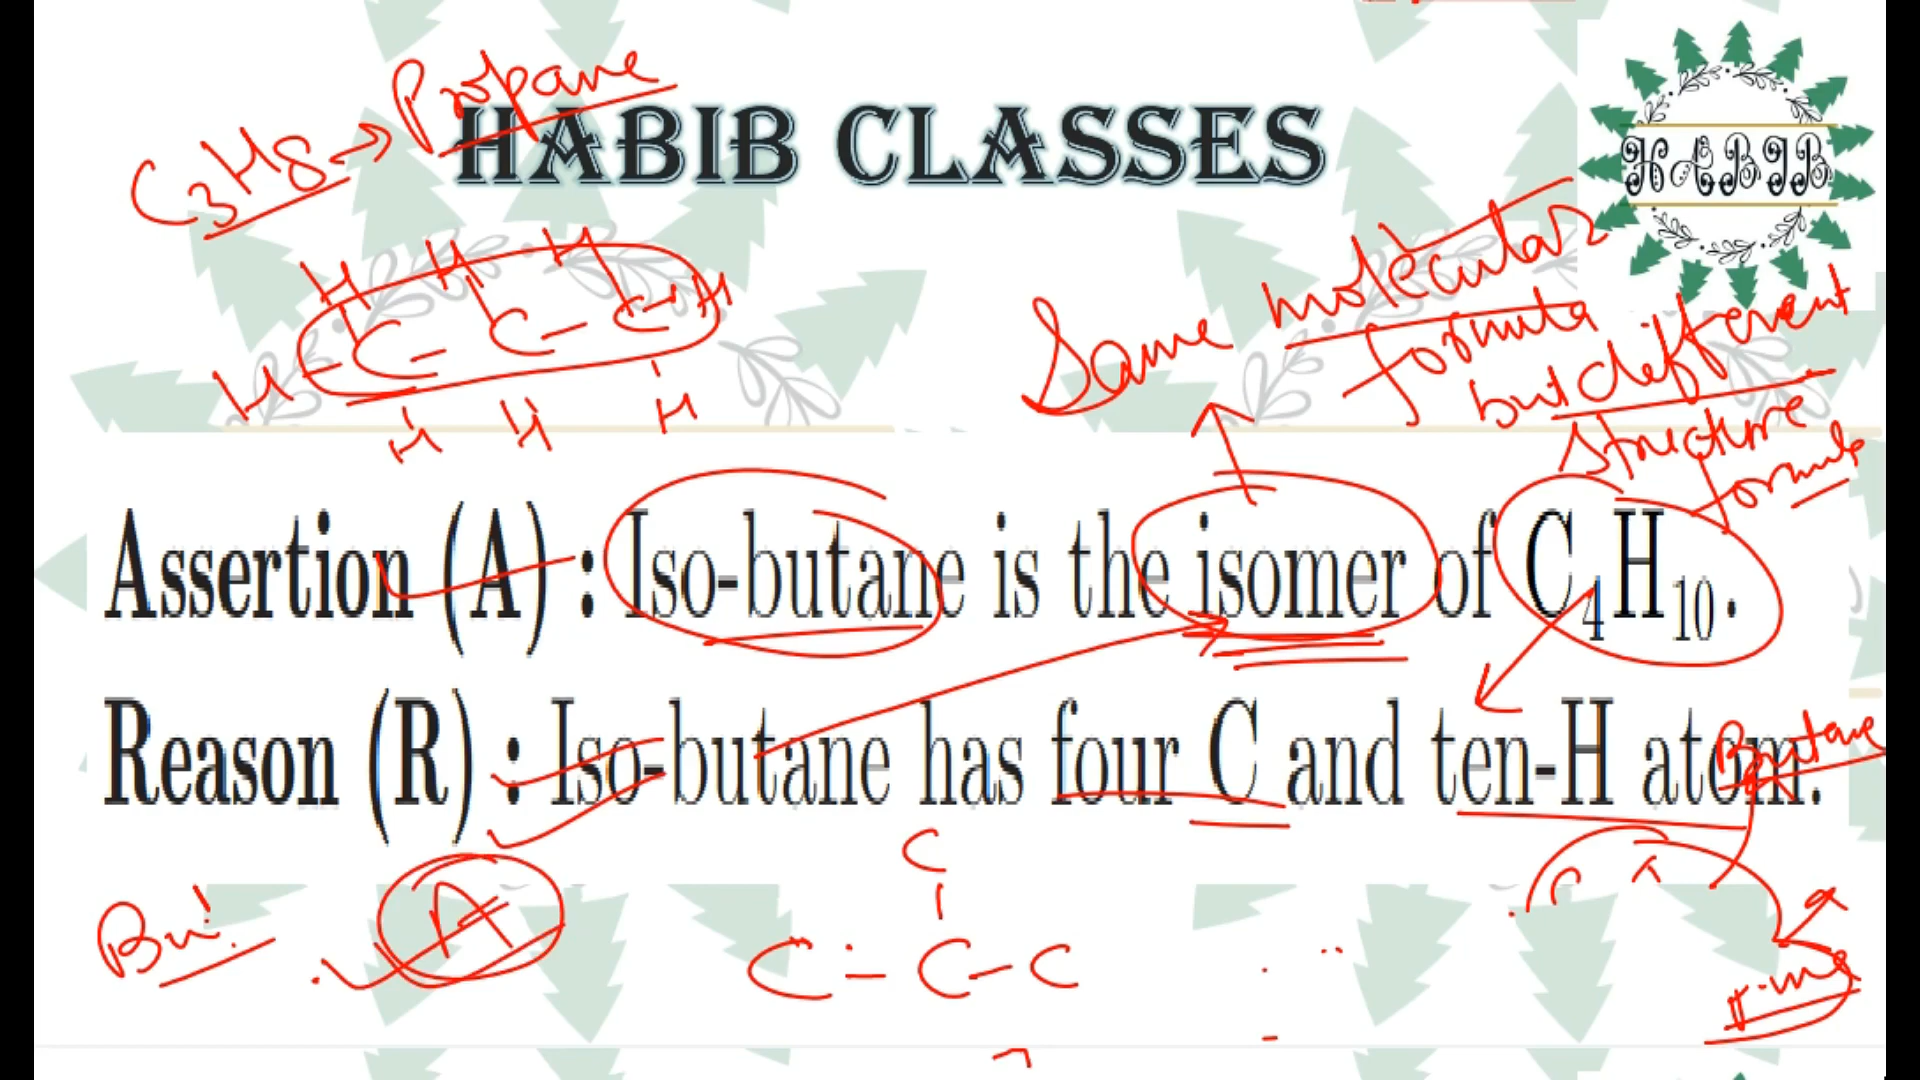 C3H8 → Propane
HABIB CLASSES
HABIB
H H H
H - C - C - C - H
H H H
Same molecular
formula
but different
structure
formula
Assertion (A) : Iso-butane is the isomer of C₄H₁₀.
Reason (R) : Iso-butane has four C and ten-H atom.
Butane
C
A
C - C - C